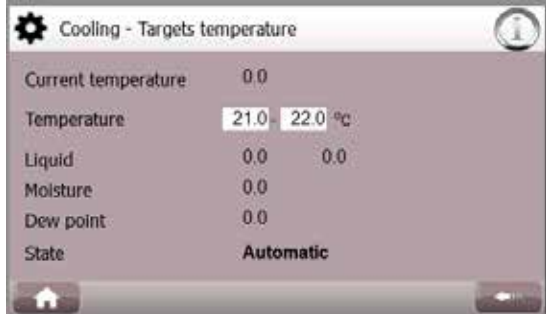 Cooling - Targets temperature
Current temperature 0.0
Temperature 21.0 - 22.0 °C
Liquid 0.0 0.0
Moisture 0.0
Dew point 0.0
State Automatic